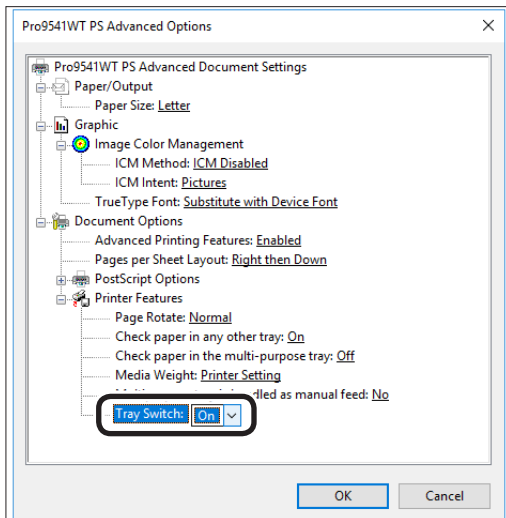 Pro9541WT PS Advanced Options
Pro9541WT PS Advanced Document Settings
Paper/Output
Paper Size: Letter
Graphic
Image Color Management
ICM Method: ICM Disabled
ICM Intent: Pictures
TrueType Font: Substitute with Device Font
Document Options
Advanced Printing Features: Enabled
Pages per Sheet Layout: Right then Down
PostScript Options
Printer Features
Page Rotate: Normal
Check paper in any other tray: On
Check paper in the multi-purpose tray: Off
Media Weight: Printer Setting
as manual feed: No
Tray Switch: On
OK Cancel